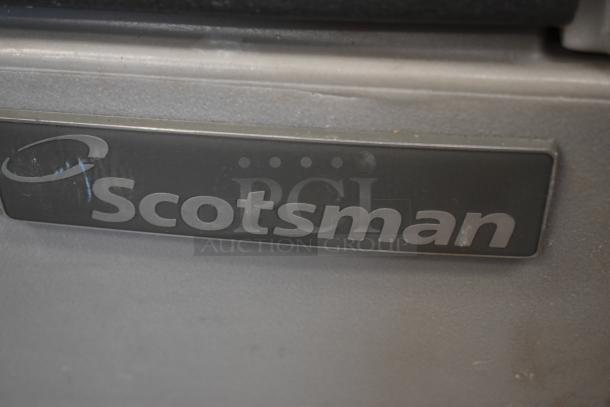 PCI
Scotsman
AUCTION GROUP